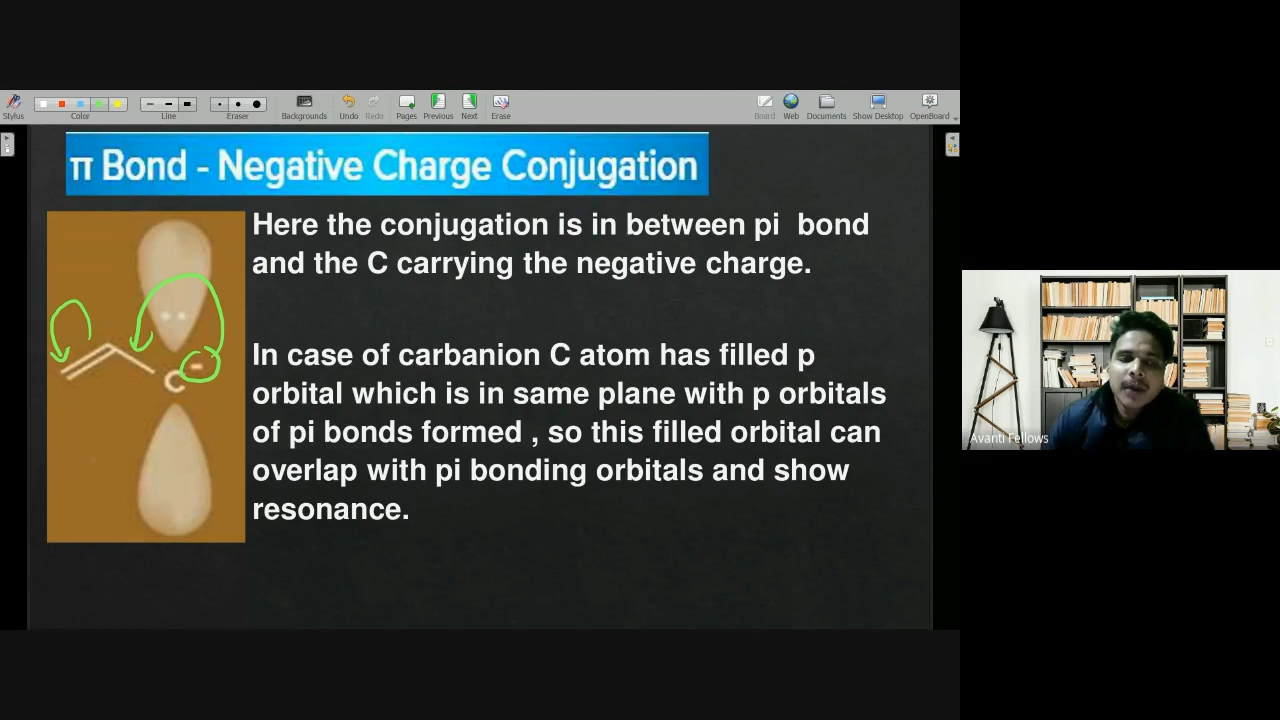 Stylus
Color
Line
Eraser
Backgrounds
Undo
Redo
Pages
Previous
Next
Erase
Board
Web
Documents
Show Desktop
OpenBoard
π Bond - Negative Charge Conjugation
Here the conjugation is in between pi bond
and the C carrying the negative charge.
In case of carbanion C atom has filled p
orbital which is in same plane with p orbitals
of pi bonds formed , so this filled orbital can
overlap with pi bonding orbitals and show
resonance.
C -
Avanti Fellows